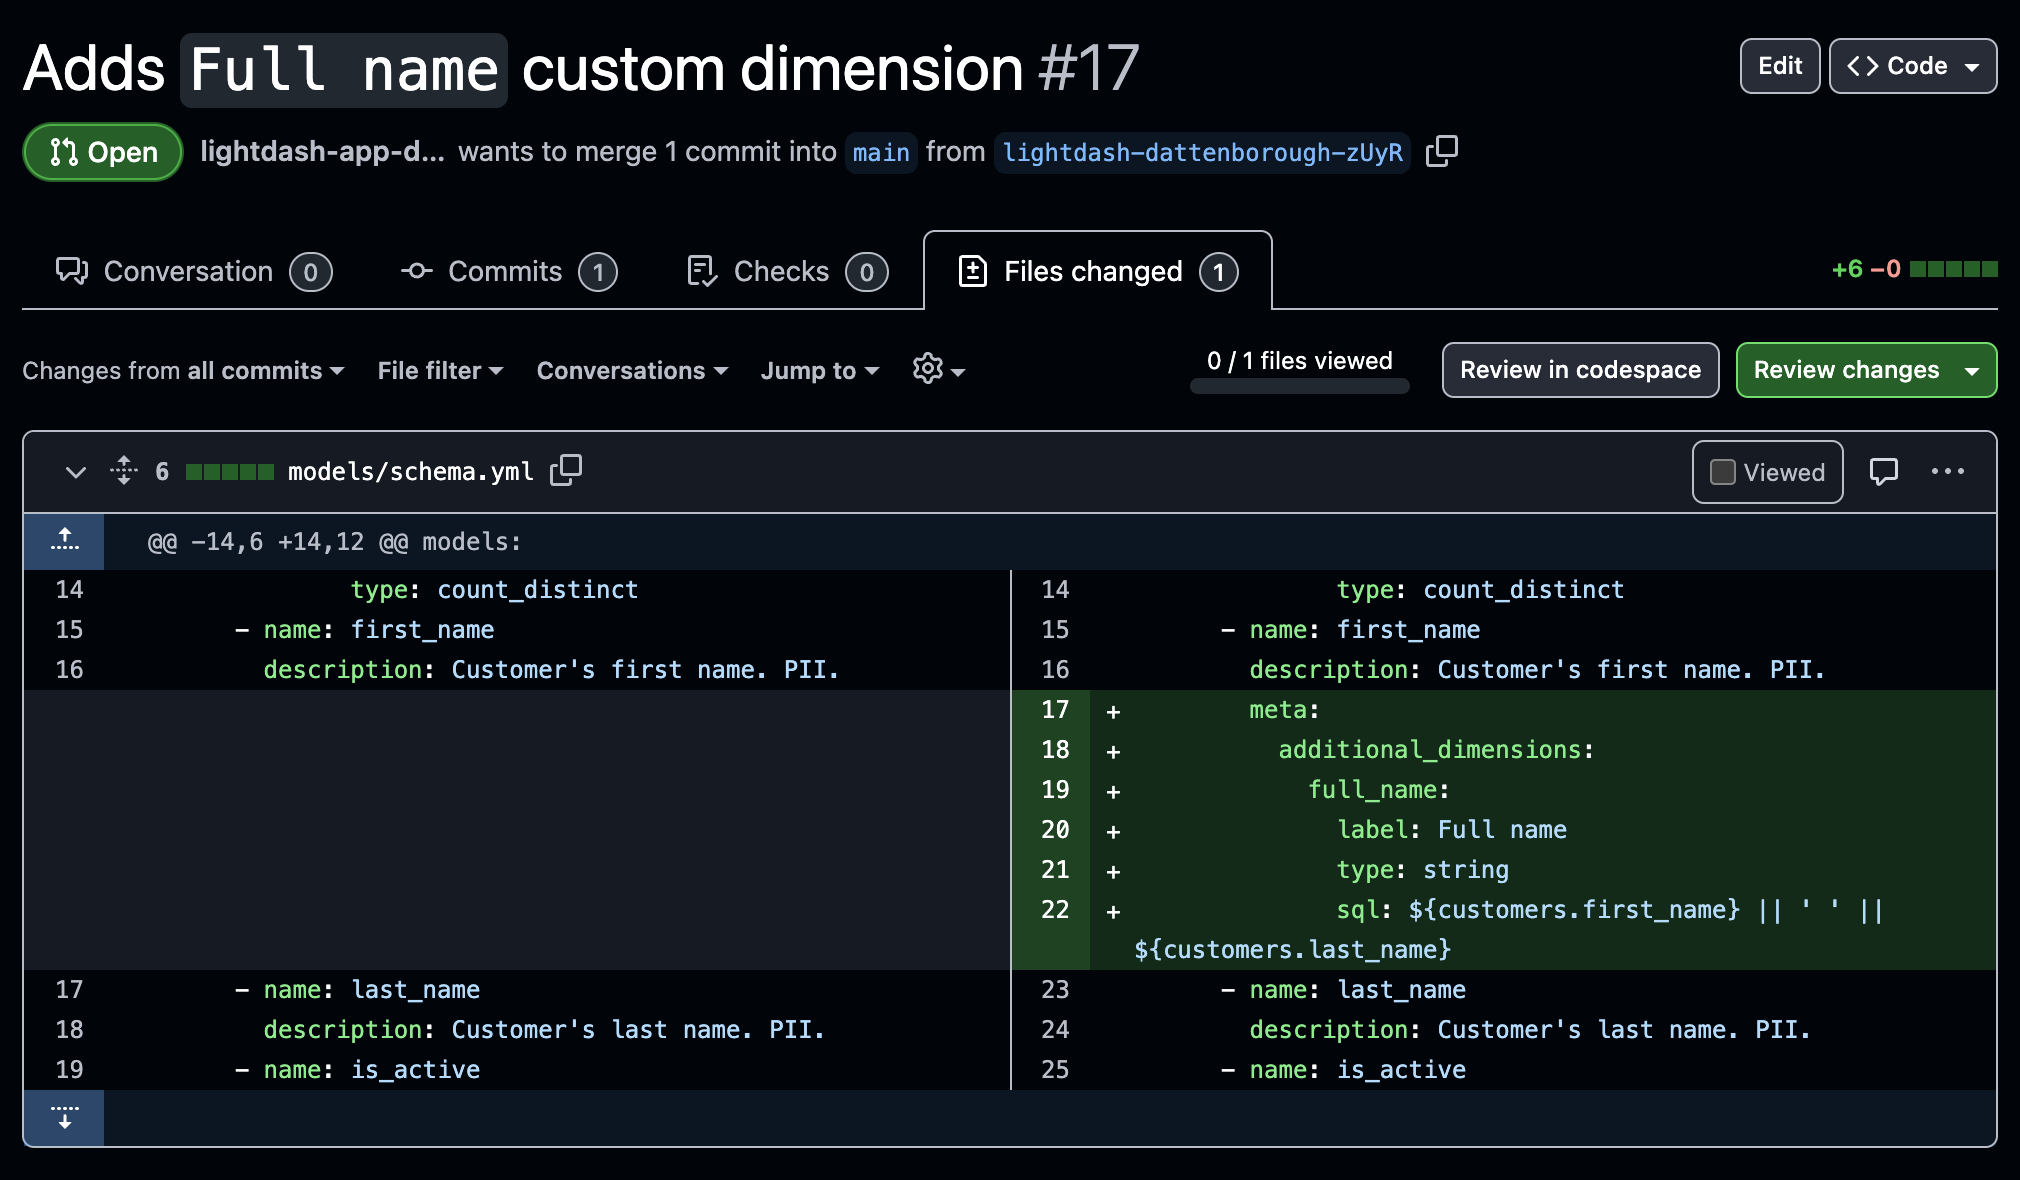 Adds Full name custom dimension #17
Edit
Code
Open
lightdash-app-d... wants to merge 1 commit into main from lightdash-dattenborough-zUyR
Conversation 0
Commits 1
Checks 0
Files changed 1
+6 −0
Changes from all commits
File filter
Conversations
Jump to
0 / 1 files viewed
Review in codespace
Review changes
6 models/schema.yml
Viewed
@@ −14,6 +14,12 @@ models:
14 type: count_distinct
15 - name: first_name
16 description: Customer's first name. PII.
17 - name: last_name
18 description: Customer's last name. PII.
19 - name: is_active
14 type: count_distinct
15 - name: first_name
16 description: Customer's first name. PII.
17 + meta:
18 + additional_dimensions:
19 + full_name:
20 + label: Full name
21 + type: string
22 + sql: ${customers.first_name} || ' ' ||
${customers.last_name}
23 - name: last_name
24 description: Customer's last name. PII.
25 - name: is_active